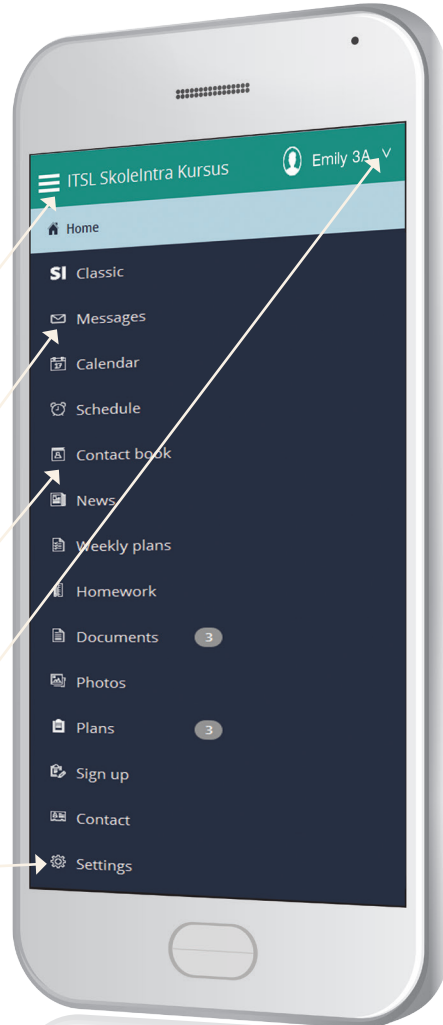 ITSL SkoleIntra Kursus
Emily 3A
Home
SI Classic
Messages
Calendar
Schedule
Contact book
News
Weekly plans
Homework
Documents 3
Photos
Plans 3
Sign up
Contact
Settings